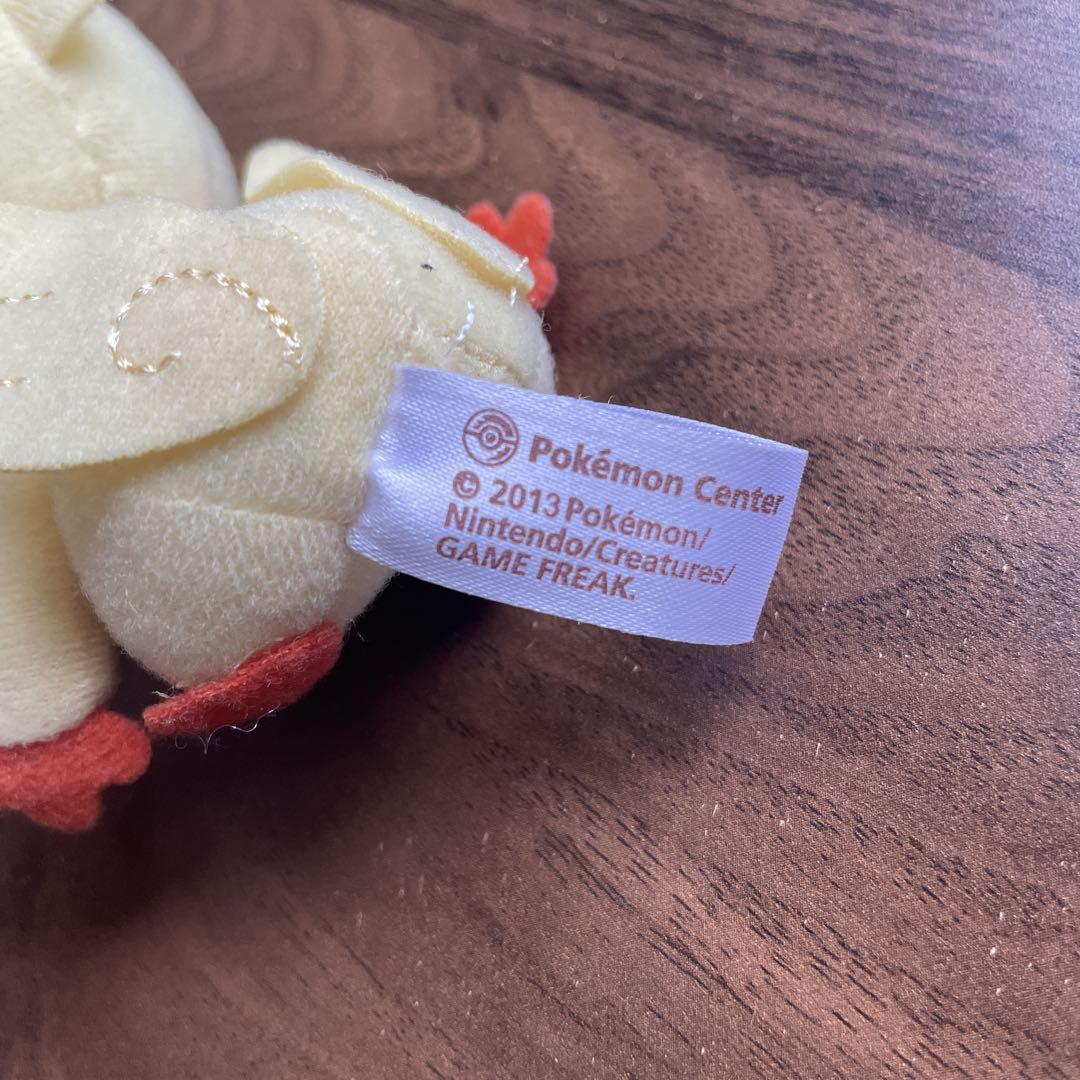 Pokémon Center
© 2013 Pokémon/
Nintendo/Creatures/
GAME FREAK.